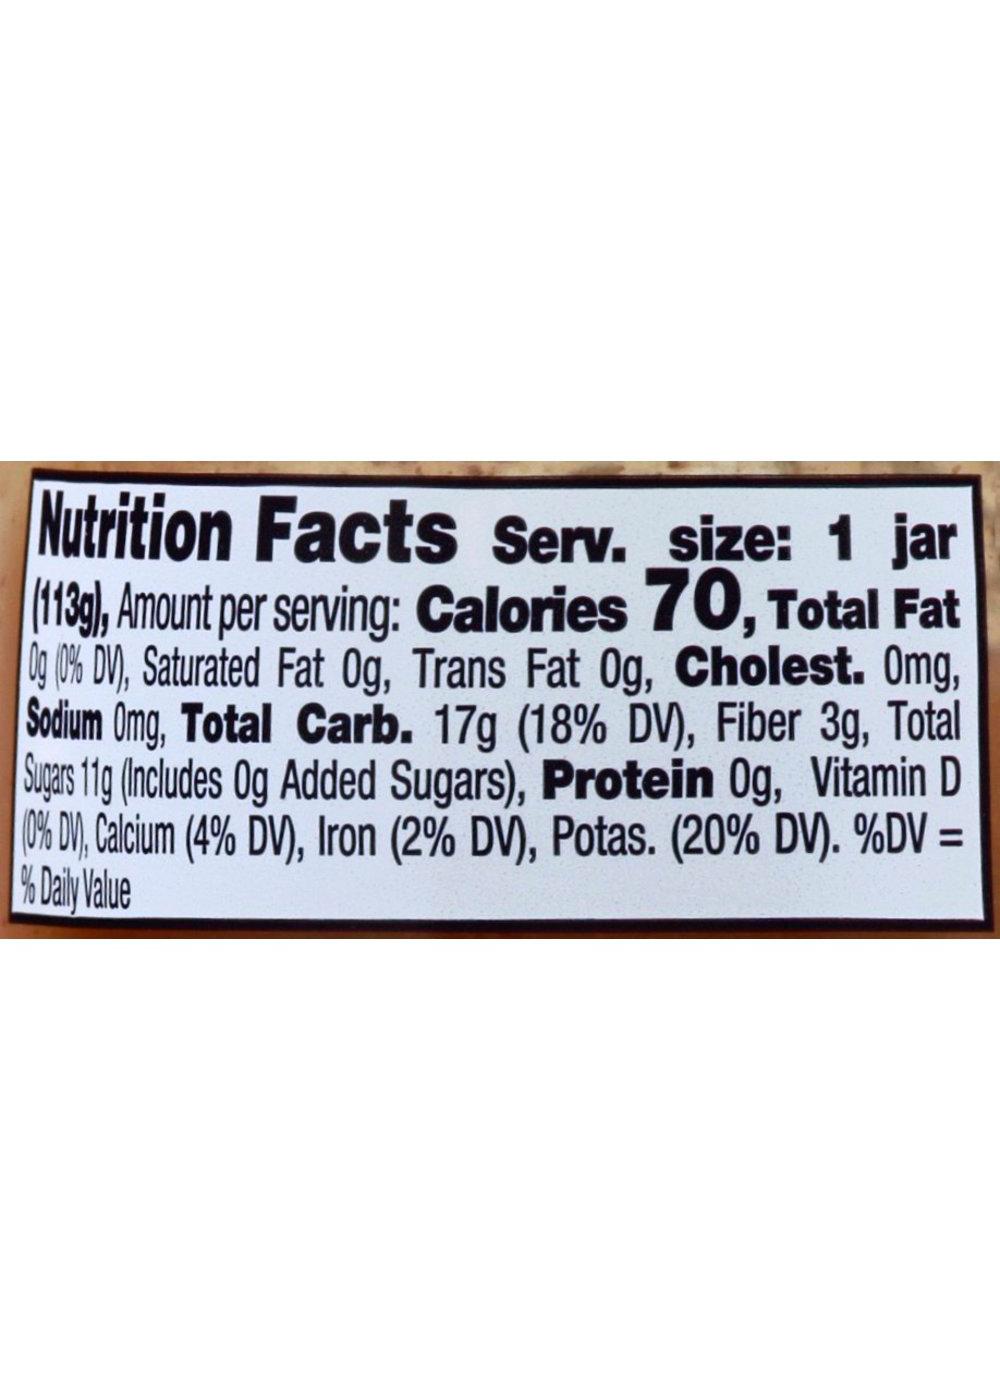 Nutrition Facts Serv. size: 1 jar
(113g), Amount per serving: Calories 70, Total Fat
0g (0% DV), Saturated Fat 0g, Trans Fat 0g, Cholest. 0mg,
Sodium 0mg, Total Carb. 17g (18% DV), Fiber 3g, Total
Sugars 11g (Includes 0g Added Sugars), Protein 0g, Vitamin D
(0% DV), Calcium (4% DV), Iron (2% DV), Potas. (20% DV). %DV =
% Daily Value